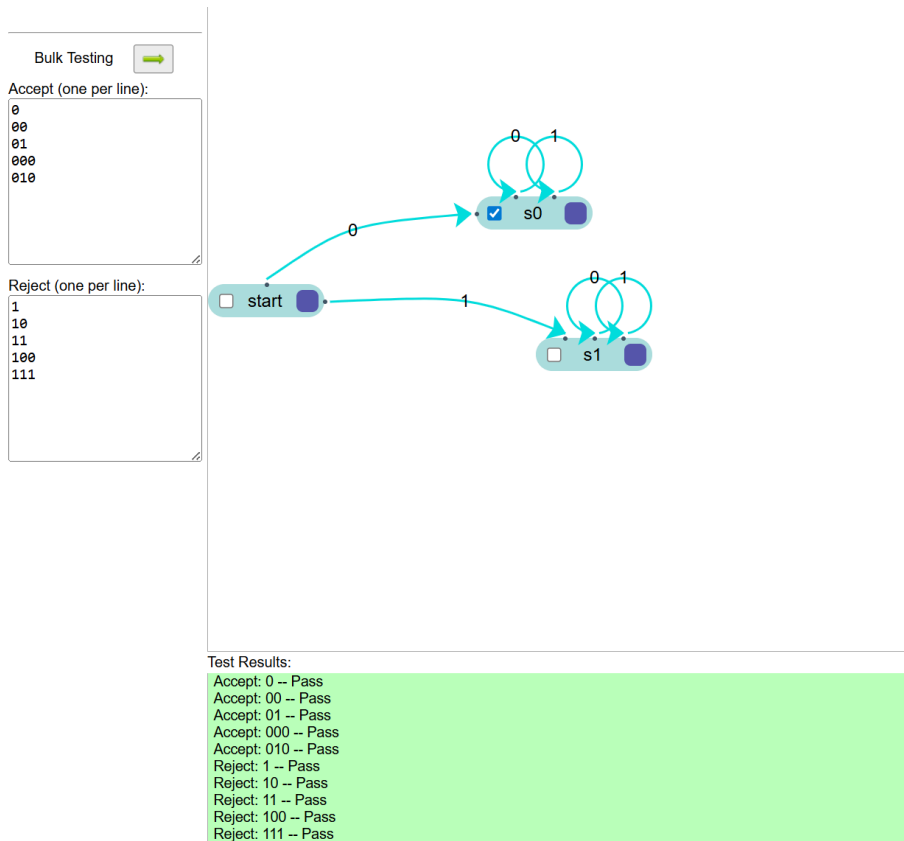 Bulk Testing
Accept (one per line):
0
00
01
000
010
Reject (one per line):
1
10
11
100
111
0 1
s0
0
start
1
0 1
s1
Test Results:
Accept: 0 -- Pass
Accept: 00 -- Pass
Accept: 01 -- Pass
Accept: 000 -- Pass
Accept: 010 -- Pass
Reject: 1 -- Pass
Reject: 10 -- Pass
Reject: 11 -- Pass
Reject: 100 -- Pass
Reject: 111 -- Pass